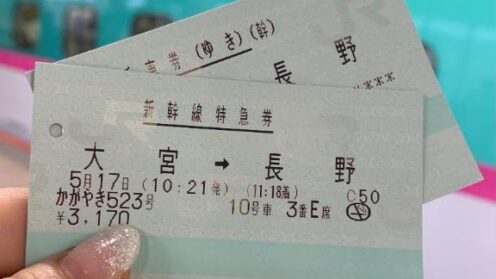 車券(ゆき)(幹)
長野
***
新幹線特急券
大宮→長野
5月17日(10:21発)(11:18着) C50
かがやき523号 10号車 3番E席
¥3,170